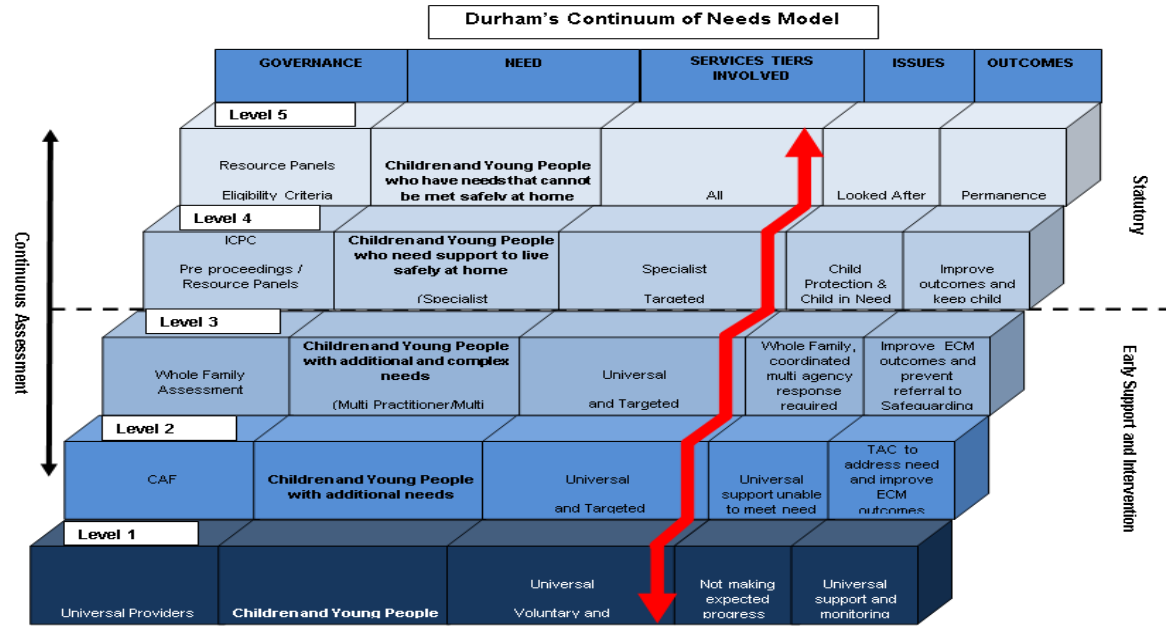 Durham's Continuum of Needs Model
GOVERNANCE
NEED
SERVICES TIERS
INVOLVED
ISSUES
OUTCOMES
Level 5
Resource Panels
Eligibility Criteria
Children and Young People
who have needs that cannot
be met safely at home
All
Looked After
Permanence
Level 4
ICPC
Pre proceedings /
Resource Panels
Children and Young People
who need support to live
safely at home
(Specialist
Specialist
Targeted
Child
Protection &
Child in Need
Improve
outcomes and
keep child
Level 3
Whole Family
Assessment
Children and Young People
with additional and complex
needs
(Multi Practitioner/Multi
Universal
and Targeted
Whole Family,
coordinated
multi agency
response
required
Improve ECM
outcomes and
prevent
referral to
Safeguarding
Level 2
CAF
Children and Young People
with additional needs
Universal
and Targeted
Universal
support unable
to meet need
TAC to
address need
and improve
ECM
outcomes
Level 1
Universal Providers
Children and Young People
Universal
Voluntary and
Not making
expected
progress
Universal
support and
monitoring
Continuous Assessment
Statutory
Early Support and Intervention